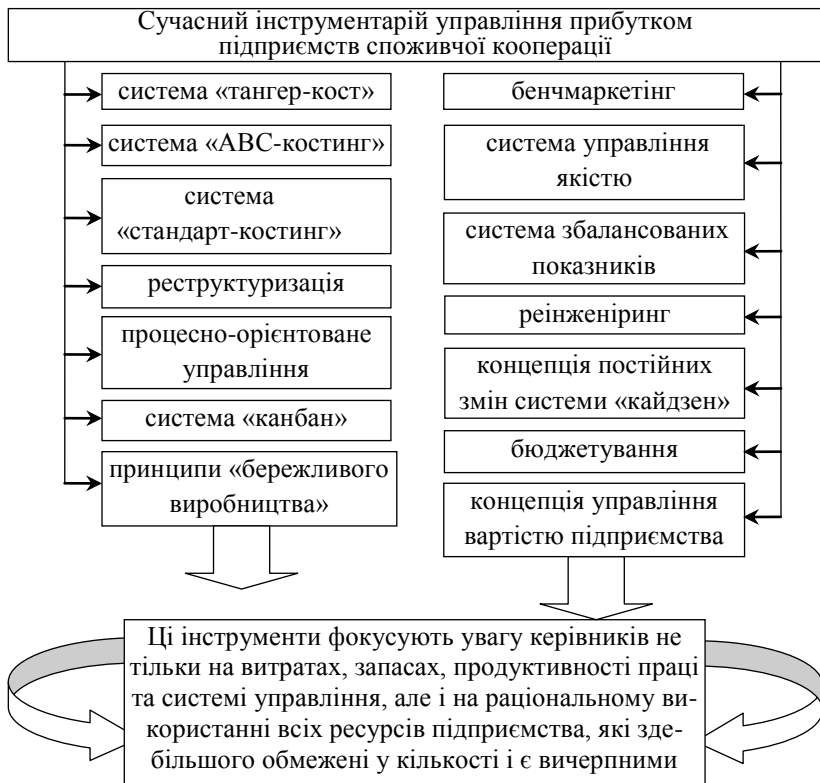 Сучасний інструментарій управління прибутком
підприємств споживчої кооперації
система «тангер-кост»
система «АВС-костинг»
система
«стандарт-костинг»
реструктуризація
процесно-орієнтоване
управління
система «канбан»
принципи «бережливого
виробництва»
бенчмаркетінг
система управління
якістю
система збалансованих
показників
реінженіринг
концепція постійних
змін системи «кайдзен»
бюджетування
концепція управління
вартістю підприємства
Ці інструменти фокусують увагу керівників не
тільки на витратах, запасах, продуктивності праці
та системі управління, але і на раціональному ви-
користанні всіх ресурсів підприємства, які зде-
більшого обмежені у кількості і є вичерпними